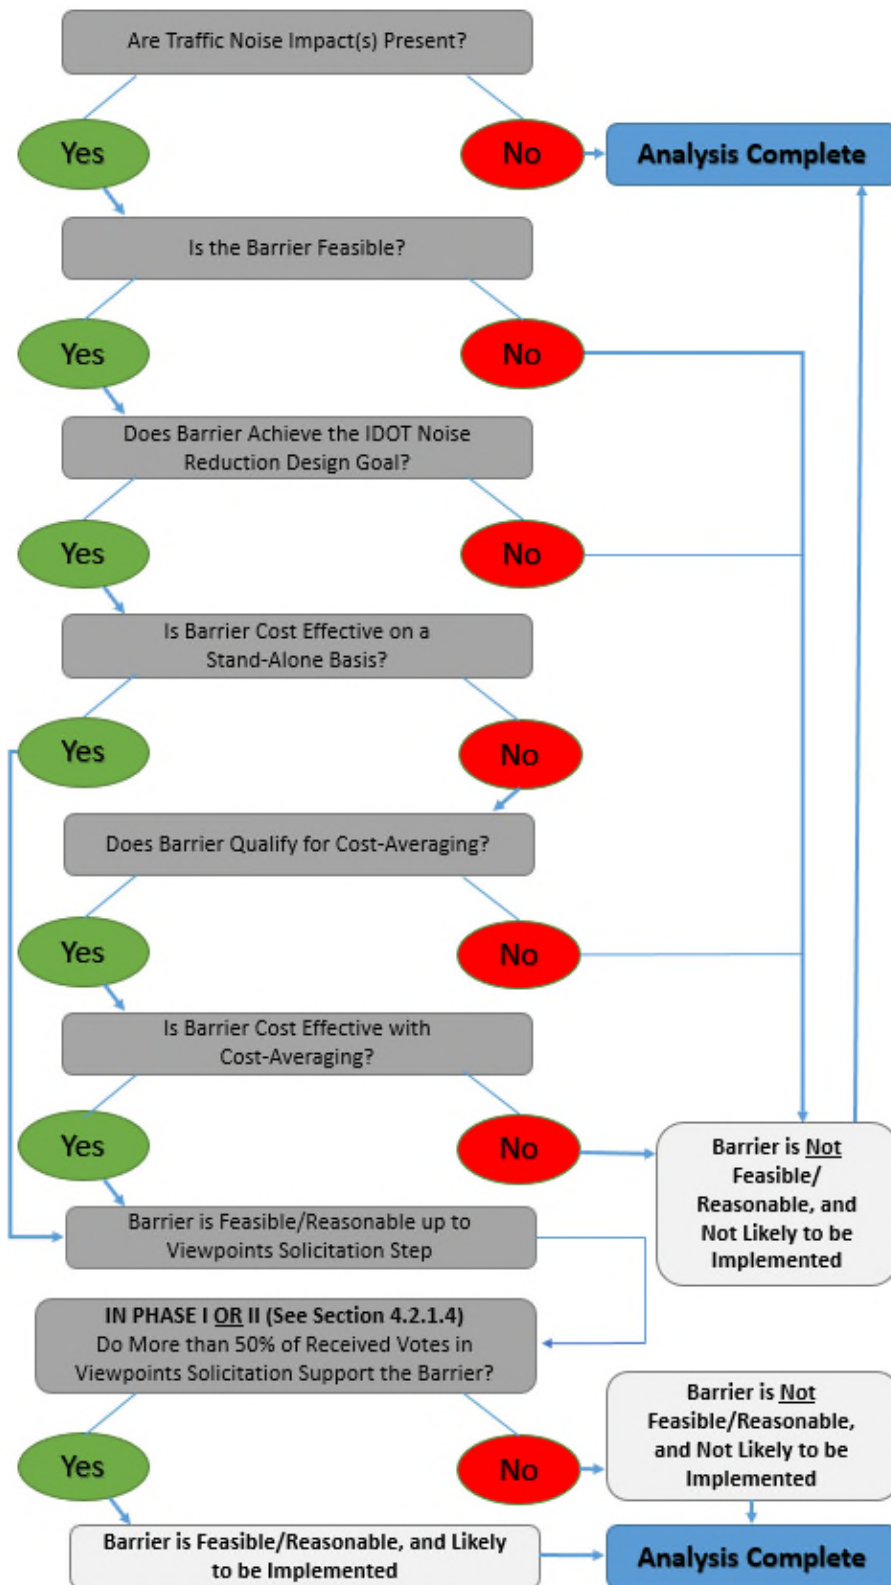 Are Traffic Noise Impact(s) Present?
Yes
No
Analysis Complete
Is the Barrier Feasible?
Yes
No
Does Barrier Achieve the IDOT Noise
Reduction Design Goal?
Yes
No
Is Barrier Cost Effective on a
Stand-Alone Basis?
Yes
No
Does Barrier Qualify for Cost-Averaging?
Yes
No
Is Barrier Cost Effective with
Cost-Averaging?
Yes
No
Barrier is Not
Feasible/
Reasonable, and
Not Likely to be
Implemented
Barrier is Feasible/Reasonable up to
Viewpoints Solicitation Step
IN PHASE I OR II (See Section 4.2.1.4)
Do More than 50% of Received Votes in
Viewpoints Solicitation Support the Barrier?
Yes
No
Barrier is Not
Feasible/Reasonable,
and Not Likely to be
Implemented
Barrier is Feasible/Reasonable, and Likely
to be Implemented
Analysis Complete